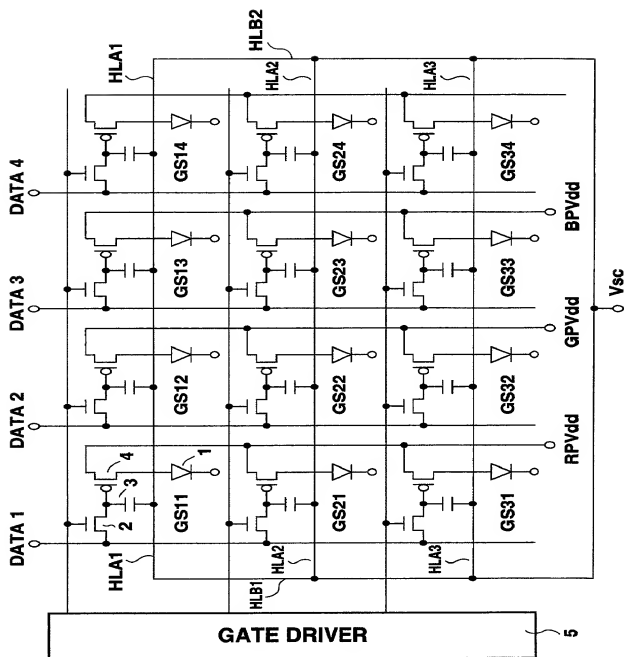 DATA 1
DATA 2
DATA 3
DATA 4
HLA1
HLA1
HLB2
2
3
4
1
GS11
GS12
GS13
GS14
HLA2
HLA2
HLB1
GS21
GS22
GS23
GS24
HLA3
HLA3
GS31
GS32
GS33
GS34
RPVdd
GPVdd
BPVdd
Vsc
GATE DRIVER
5